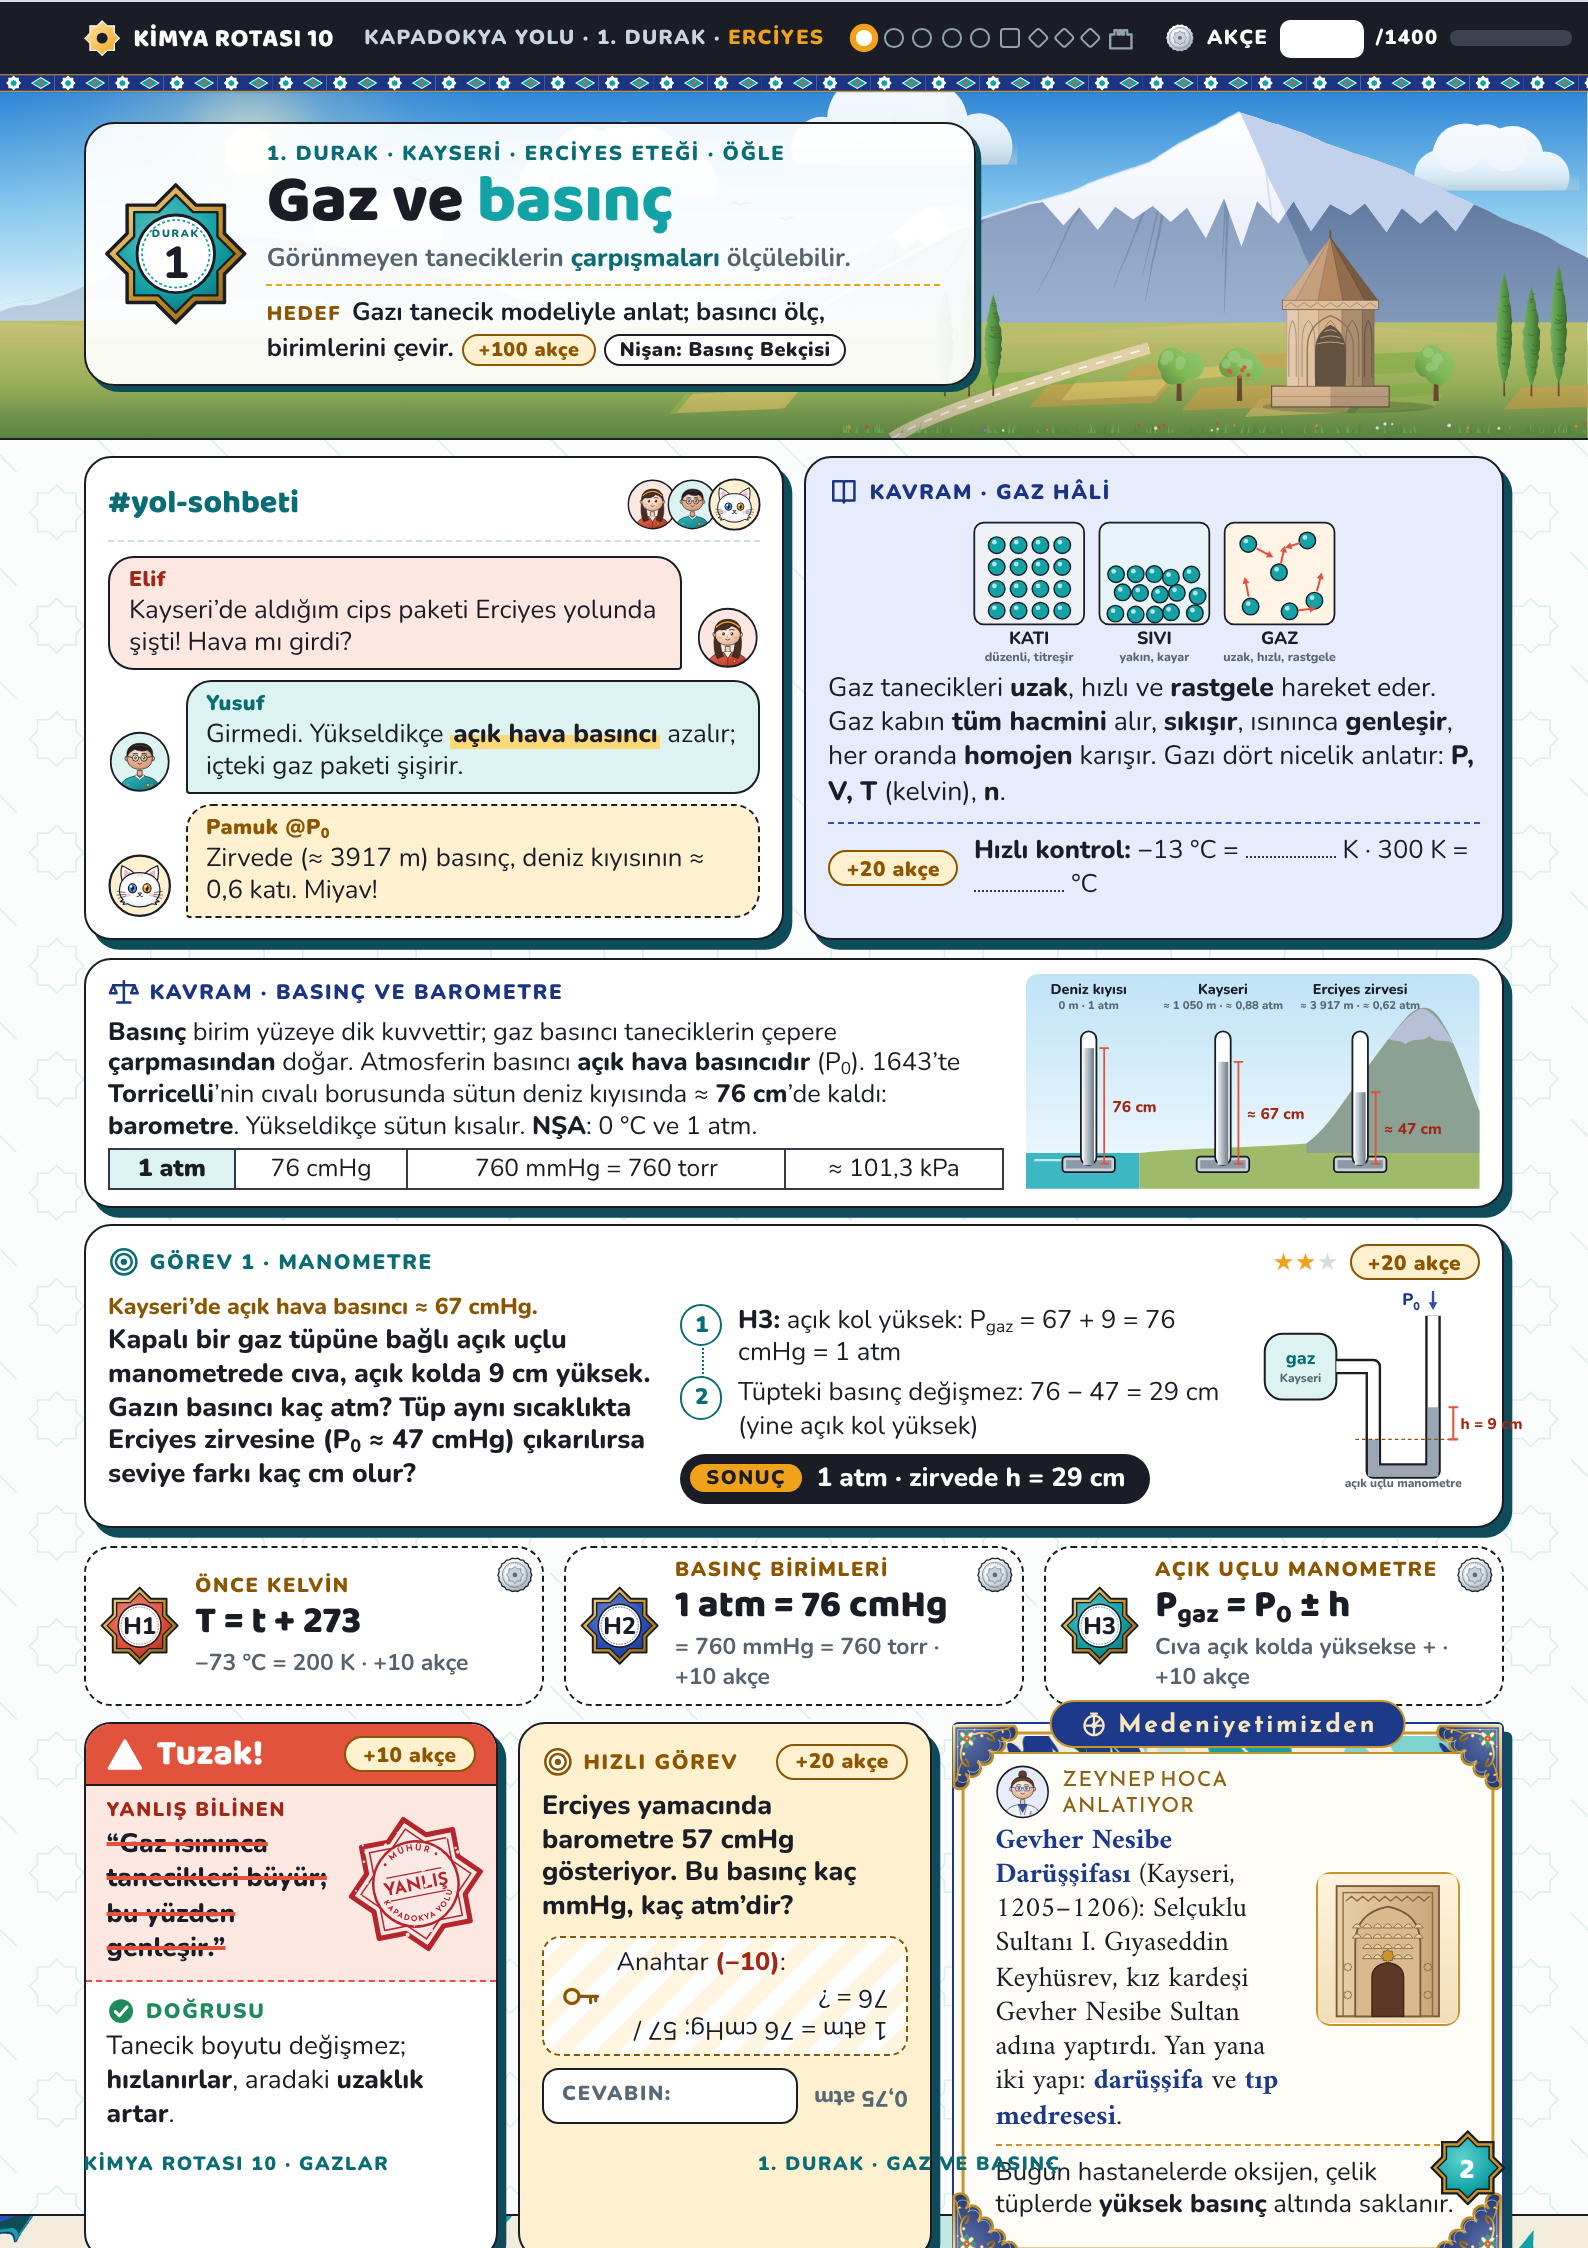 KİMYA ROTASI 10 KAPADOKYA YOLU · 1. DURAK · ERCİYES AKÇE /1400
1. DURAK · KAYSERİ · ERCİYES ETEĞİ · ÖĞLE
DURAK
1
Gaz ve basınç
Görünmeyen taneciklerin çarpışmaları ölçülebilir.
HEDEF Gazı tanecik modeliyle anlat; basıncı ölç,
birimlerini çevir. +100 akçe Nişan: Basınç Bekçisi
#yol-sohbeti
Elif
Kayseri’de aldığım cips paketi Erciyes yolunda
şişti! Hava mı girdi?
Yusuf
Girmedi. Yükseldikçe açık hava basıncı azalır;
içteki gaz paketi şişirir.
Pamuk @P₀
Zirvede (≈ 3917 m) basınç, deniz kıyısının ≈
0,6 katı. Miyav!
KAVRAM · GAZ HÂLİ
KATI SIVI GAZ
düzenli, titreşir yakın, kayar uzak, hızlı, rastgele
Gaz tanecikleri uzak, hızlı ve rastgele hareket eder.
Gaz kabın tüm hacmini alır, sıkışır, ısınınca genleşir,
her oranda homojen karışır. Gazı dört nicelik anlatır: P,
V, T (kelvin), n.
+20 akçe
Hızlı kontrol: −13 °C = K · 300 K =
°C
KAVRAM · BASINÇ VE BAROMETRE
Basınç birim yüzeye dik kuvvettir; gaz basıncı taneciklerin çepere
çarpmasından doğar. Atmosferin basıncı açık hava basıncıdır (P₀). 1643’te
Torricelli’nin cıvalı borusunda sütun deniz kıyısında ≈ 76 cm’de kaldı:
barometre. Yükseldikçe sütun kısalır. NŞA: 0 °C ve 1 atm.
1 atm 76 cmHg 760 mmHg = 760 torr ≈ 101,3 kPa
Deniz kıyısı Kayseri Erciyes zirvesi
0 m · 1 atm ≈ 1 050 m · ≈ 0,88 atm ≈ 3 917 m · ≈ 0,62 atm
76 cm ≈ 67 cm ≈ 47 cm
GÖREV 1 · MANOMETRE
+20 akçe
Kayseri’de açık hava basıncı ≈ 67 cmHg.
Kapalı bir gaz tüpüne bağlı açık uçlu
manometrede cıva, açık kolda 9 cm yüksek.
Gazın basıncı kaç atm? Tüp aynı sıcaklıkta
Erciyes zirvesine (P₀ ≈ 47 cmHg) çıkarılırsa
seviye farkı kaç cm olur?
1 H3: açık kol yüksek: Pgaz = 67 + 9 = 76
cmHg = 1 atm
2 Tüpteki basınç değişmez: 76 − 47 = 29 cm
(yine açık kol yüksek)
SONUÇ 1 atm · zirvede h = 29 cm
P₀
gaz
Kayseri
h = 9 cm
açık uçlu manometre
H1
ÖNCE KELVİN
T = t + 273
−73 °C = 200 K · +10 akçe
H2
BASINÇ BİRİMLERİ
1 atm = 76 cmHg
= 760 mmHg = 760 torr ·
+10 akçe
H3
AÇIK UÇLU MANOMETRE
Pgaz = P₀ ± h
Cıva açık kolda yüksekse + ·
+10 akçe
Tuzak! +10 akçe
YANLIŞ BİLİNEN
“Gaz ısınınca
tanecikleri büyür;
bu yüzden
genleşir.”
MÜHÜR
YANLIŞ
KAPADOKYA YOLU
DOĞRUSU
Tanecik boyutu değişmez;
hızlanırlar, aradaki uzaklık
artar.
HIZLI GÖREV +20 akçe
Erciyes yamacında
barometre 57 cmHg
gösteriyor. Bu basınç kaç
mmHg, kaç atm’dir?
Anahtar (−10):
1 atm = 76 cmHg; 57 /
76 = ?
CEVABIN:
0,75 atm
Medeniyetimizden
ZEYNEP HOCA
ANLATIYOR
Gevher Nesibe
Darüşşifası (Kayseri,
1205–1206): Selçuklu
Sultanı I. Gıyaseddin
Keyhüsrev, kız kardeşi
Gevher Nesibe Sultan
adına yaptırdı. Yan yana
iki yapı: darüşşifa ve tıp
medresesi.
Bugün hastanelerde oksijen, çelik
tüplerde yüksek basınç altında saklanır.
KİMYA ROTASI 10 · GAZLAR
1. DURAK · GAZ VE BASINÇ
2